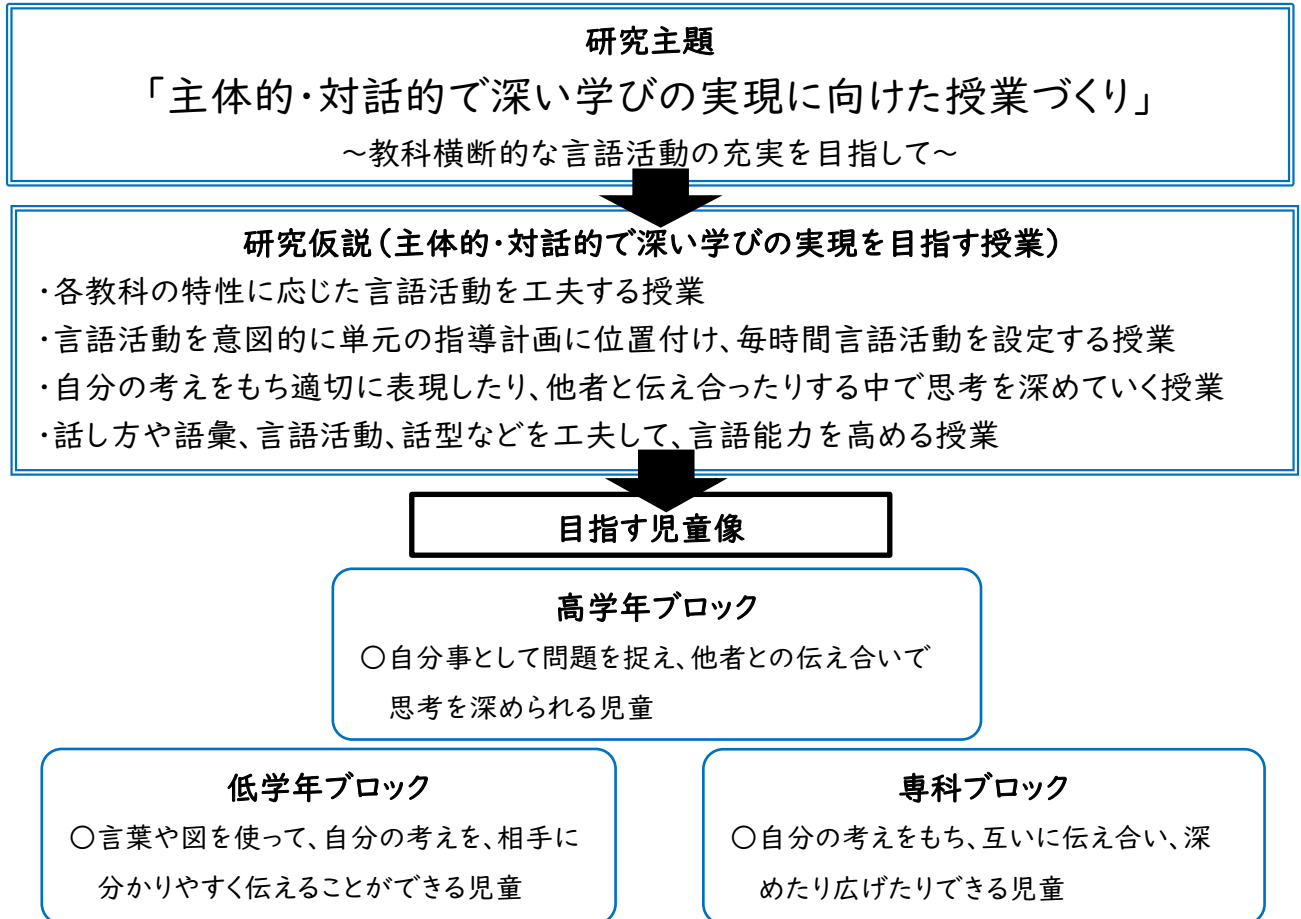 研究主題
「主体的・対話的で深い学びの実現に向けた授業づくり」
～教科横断的な言語活動の充実を目指して～
研究仮説（主体的・対話的で深い学びの実現を目指す授業）
・各教科の特性に応じた言語活動を工夫する授業
・言語活動を意図的に単元の指導計画に位置付け、毎時間言語活動を設定する授業
・自分の考えをもち適切に表現したり、他者と伝え合ったりする中で思考を深めていく授業
・話し方や語彙、言語活動、話型などを工夫して、言語能力を高める授業
目指す児童像
高学年ブロック
○自分事として問題を捉え、他者との伝え合いで
思考を深められる児童
低学年ブロック
○言葉や図を使って、自分の考えを、相手に
分かりやすく伝えることができる児童
専科ブロック
○自分の考えをもち、互いに伝え合い、深
めたり広げたりできる児童